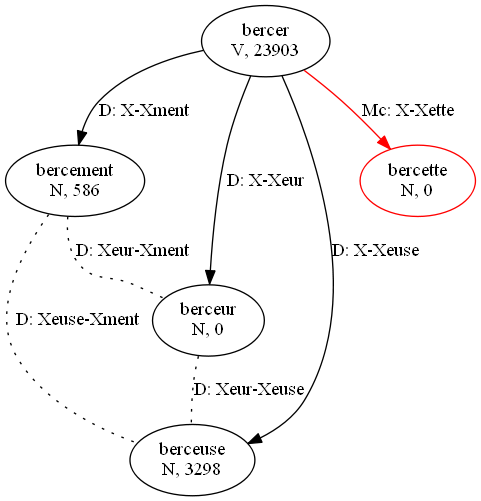 bercer
V, 23903
D: X-Xment
Mc: X-Xette
bercement
N, 586
D: X-Xeur
bercette
N, 0
D: Xeur-Xment
D: X-Xeuse
berceur
N, 0
D: Xeuse-Xment
D: Xeur-Xeuse
berceuse
N, 3298